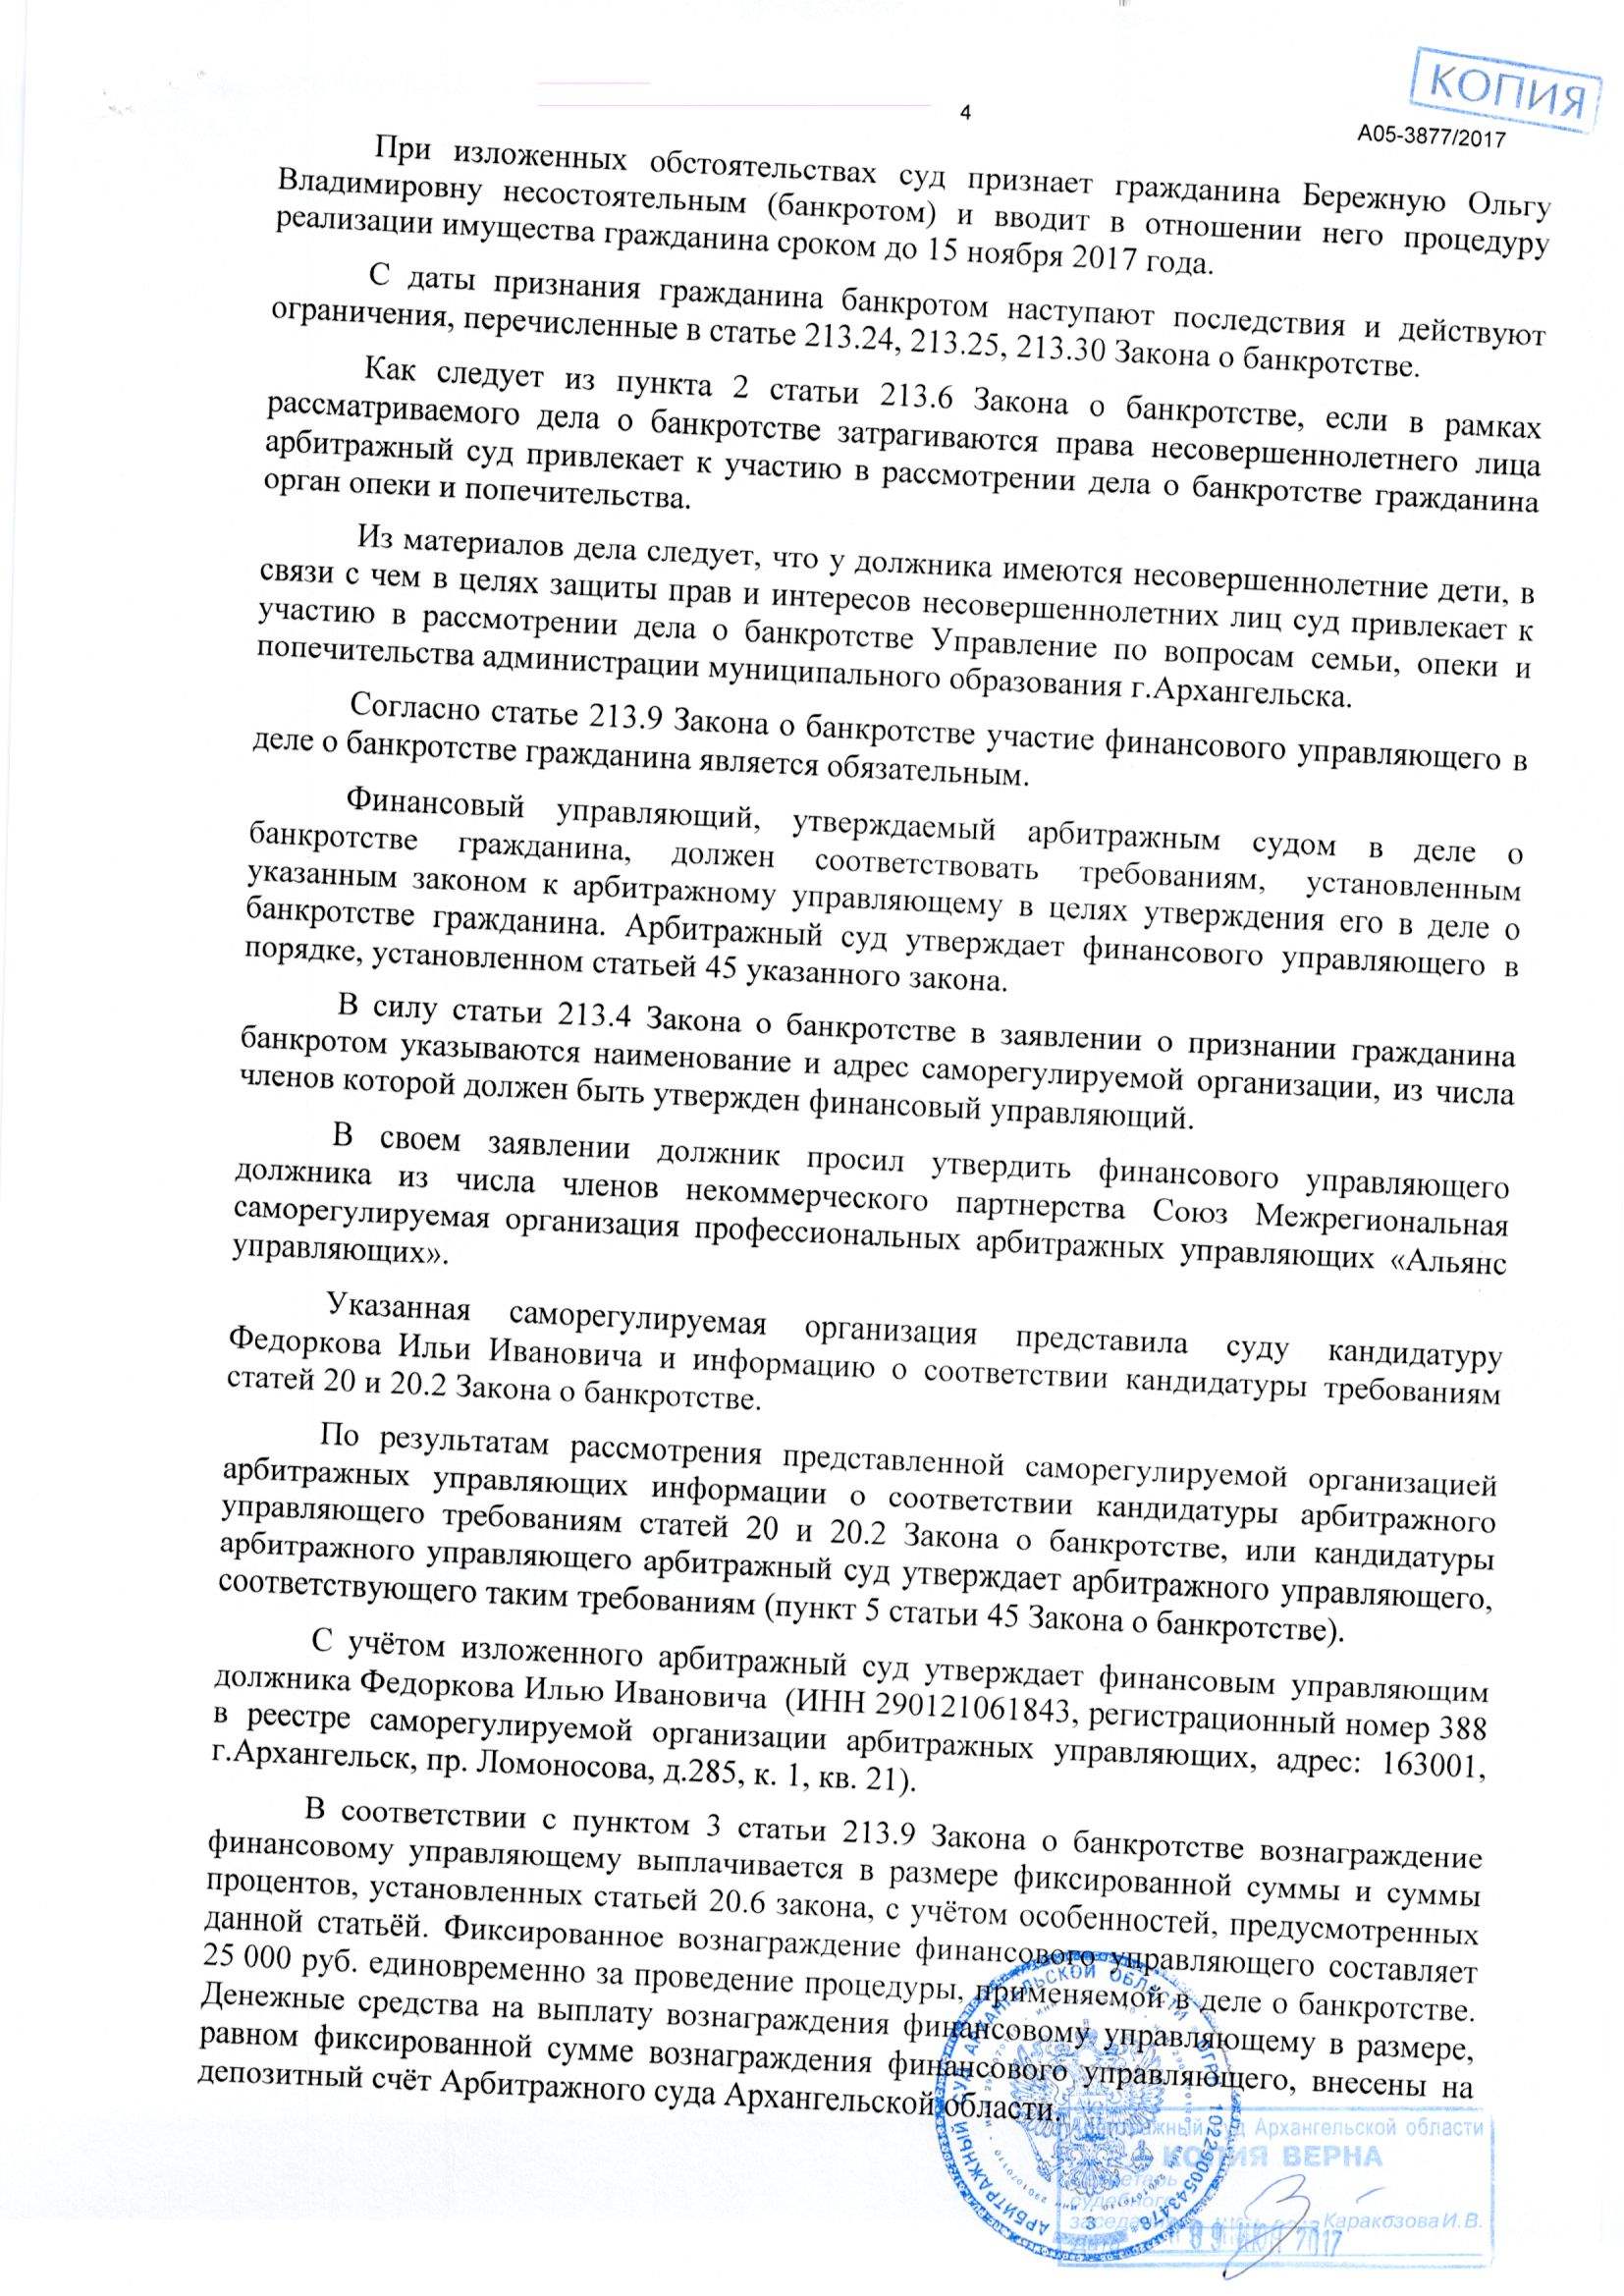 КОПИЯ
4
А05-3877/2017
При изложенных обстоятельствах суд признает гражданина Бережную Ольгу
Владимировну несостоятельным (банкротом) и вводит в отношении него процедуру
реализации имущества гражданина сроком до 15 ноября 2017 года.
С даты признания гражданина банкротом наступают последствия и действуют
ограничения, перечисленные в статье 213.24, 213.25, 213.30 Закона о банкротстве.
Как следует из пункта 2 статьи 213.6 Закона о банкротстве, если в рамках
рассматриваемого дела о банкротстве затрагиваются права несовершеннолетнего лица
арбитражный суд привлекает к участию в рассмотрении дела о банкротстве гражданина
орган опеки и попечительства.
Из материалов дела следует, что у должника имеются несовершеннолетние дети, в
связи с чем в целях защиты прав и интересов несовершеннолетних лиц суд привлекает к
участию в рассмотрении дела о банкротстве Управление по вопросам семьи, опеки и
попечительства администрации муниципального образования г.Архангельска.
Согласно статье 213.9 Закона о банкротстве участие финансового управляющего в
деле о банкротстве гражданина является обязательным.
Финансовый управляющий, утверждаемый арбитражным судом в деле о
банкротстве гражданина, должен соответствовать требованиям, установленным
указанным законом к арбитражному управляющему в целях утверждения его в деле о
банкротстве гражданина. Арбитражный суд утверждает финансового управляющего в
порядке, установленном статьей 45 указанного закона.
В силу статьи 213.4 Закона о банкротстве в заявлении о признании гражданина
банкротом указываются наименование и адрес саморегулируемой организации, из числа
членов которой должен быть утвержден финансовый управляющий.
В своем заявлении должник просил утвердить финансового управляющего
должника из числа членов некоммерческого партнерства Союз Межрегиональная
саморегулируемая организация профессиональных арбитражных управляющих «Альянс
управляющих».
Указанная саморегулируемая организация представила суду кандидатуру
Федоркова Ильи Ивановича и информацию о соответствии кандидатуры требованиям
статей 20 и 20.2 Закона о банкротстве.
По результатам рассмотрения представленной саморегулируемой организацией
арбитражных управляющих информации о соответствии кандидатуры арбитражного
управляющего требованиям статей 20 и 20.2 Закона о банкротстве, или кандидатуры
арбитражного управляющего арбитражный суд утверждает арбитражного управляющего,
соответствующего таким требованиям (пункт 5 статьи 45 Закона о банкротстве).
С учётом изложенного арбитражный суд утверждает финансовым управляющим
должника Федоркова Илью Ивановича (ИНН 290121061843, регистрационный номер 388
в реестре саморегулируемой организации арбитражных управляющих, адрес: 163001,
г.Архангельск, пр. Ломоносова, д.285, к. 1, кв. 21).
В соответствии с пунктом 3 статьи 213.9 Закона о банкротстве вознаграждение
финансовому управляющему выплачивается в размере фиксированной суммы и суммы
процентов, установленных статьей 20.6 закона, с учётом особенностей, предусмотренных
данной статьёй. Фиксированное вознаграждение финансового управляющего составляет
25 000 руб. единовременно за проведение процедуры, применяемой в деле о банкротстве.
Денежные средства на выплату вознаграждения финансовому управляющему в размере,
равном фиксированной сумме вознаграждения финансового управляющего, внесены на
депозитный счёт Арбитражного суда Архангельской области.
АРБИТРАЖНЫЙ СУД АРХАНГЕЛЬСКОЙ ОБЛАСТИ ОГРН 1022900543478
3
Арбитражный суд Архангельской области
КОПИЯ ВЕРНА
Каракозова И.В.
2017